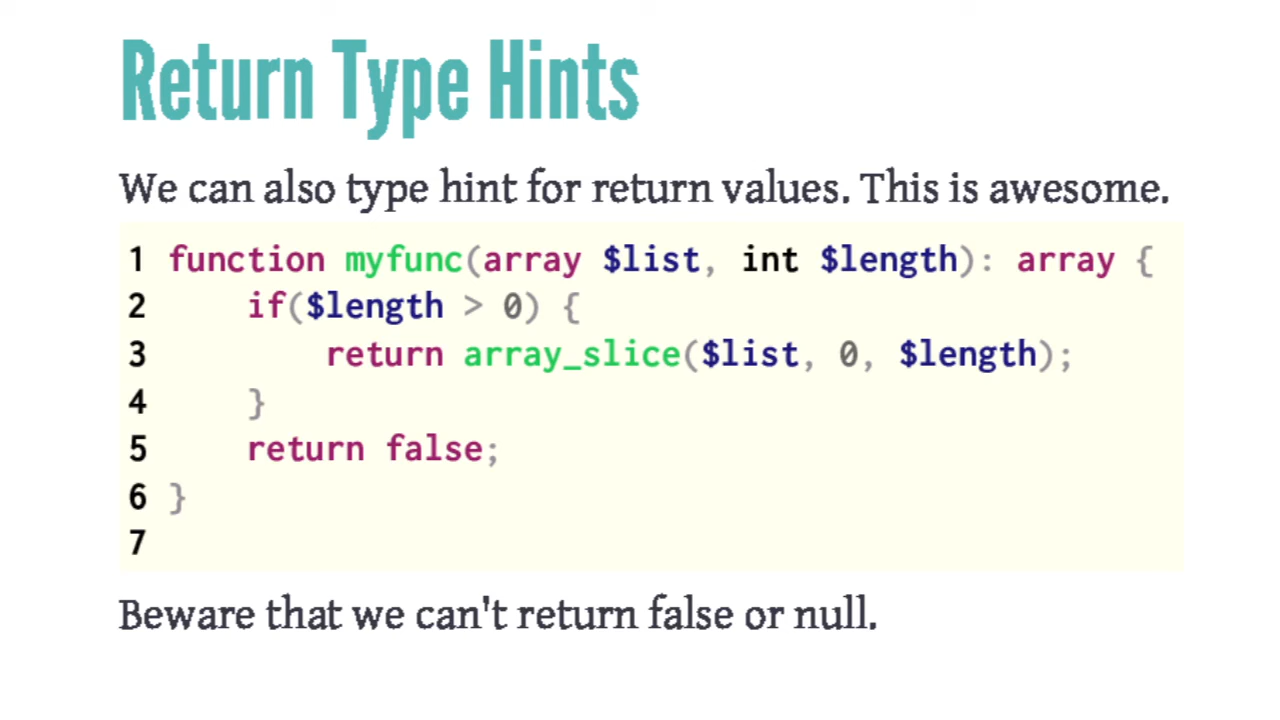 Return Type Hints
We can also type hint for return values. This is awesome.
1 function myfunc(array $list, int $length): array {
2     if($length > 0) {
3         return array_slice($list, 0, $length);
4     }
5     return false;
6 }
7
Beware that we can't return false or null.